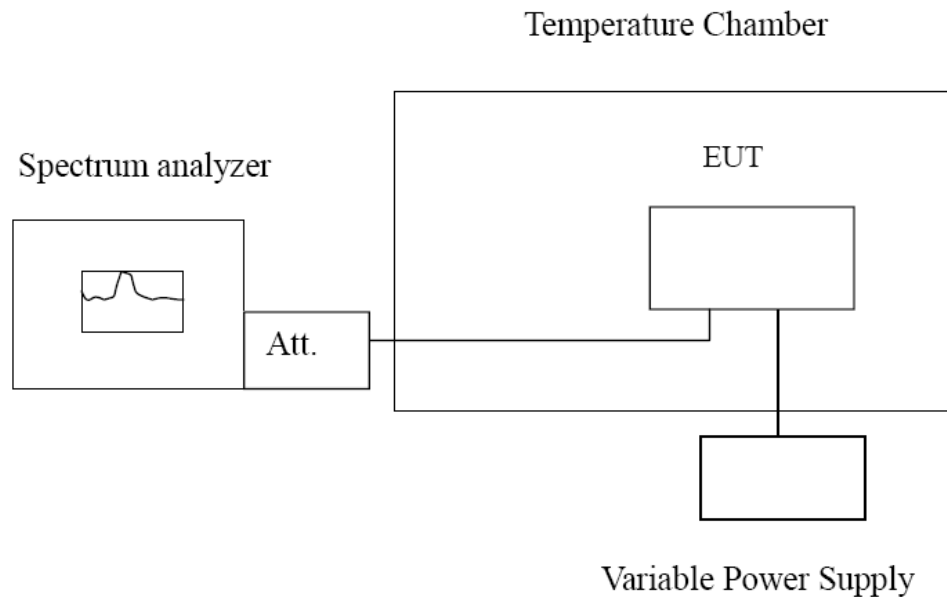 Temperature Chamber
Spectrum analyzer
EUT
Att.
Variable Power Supply